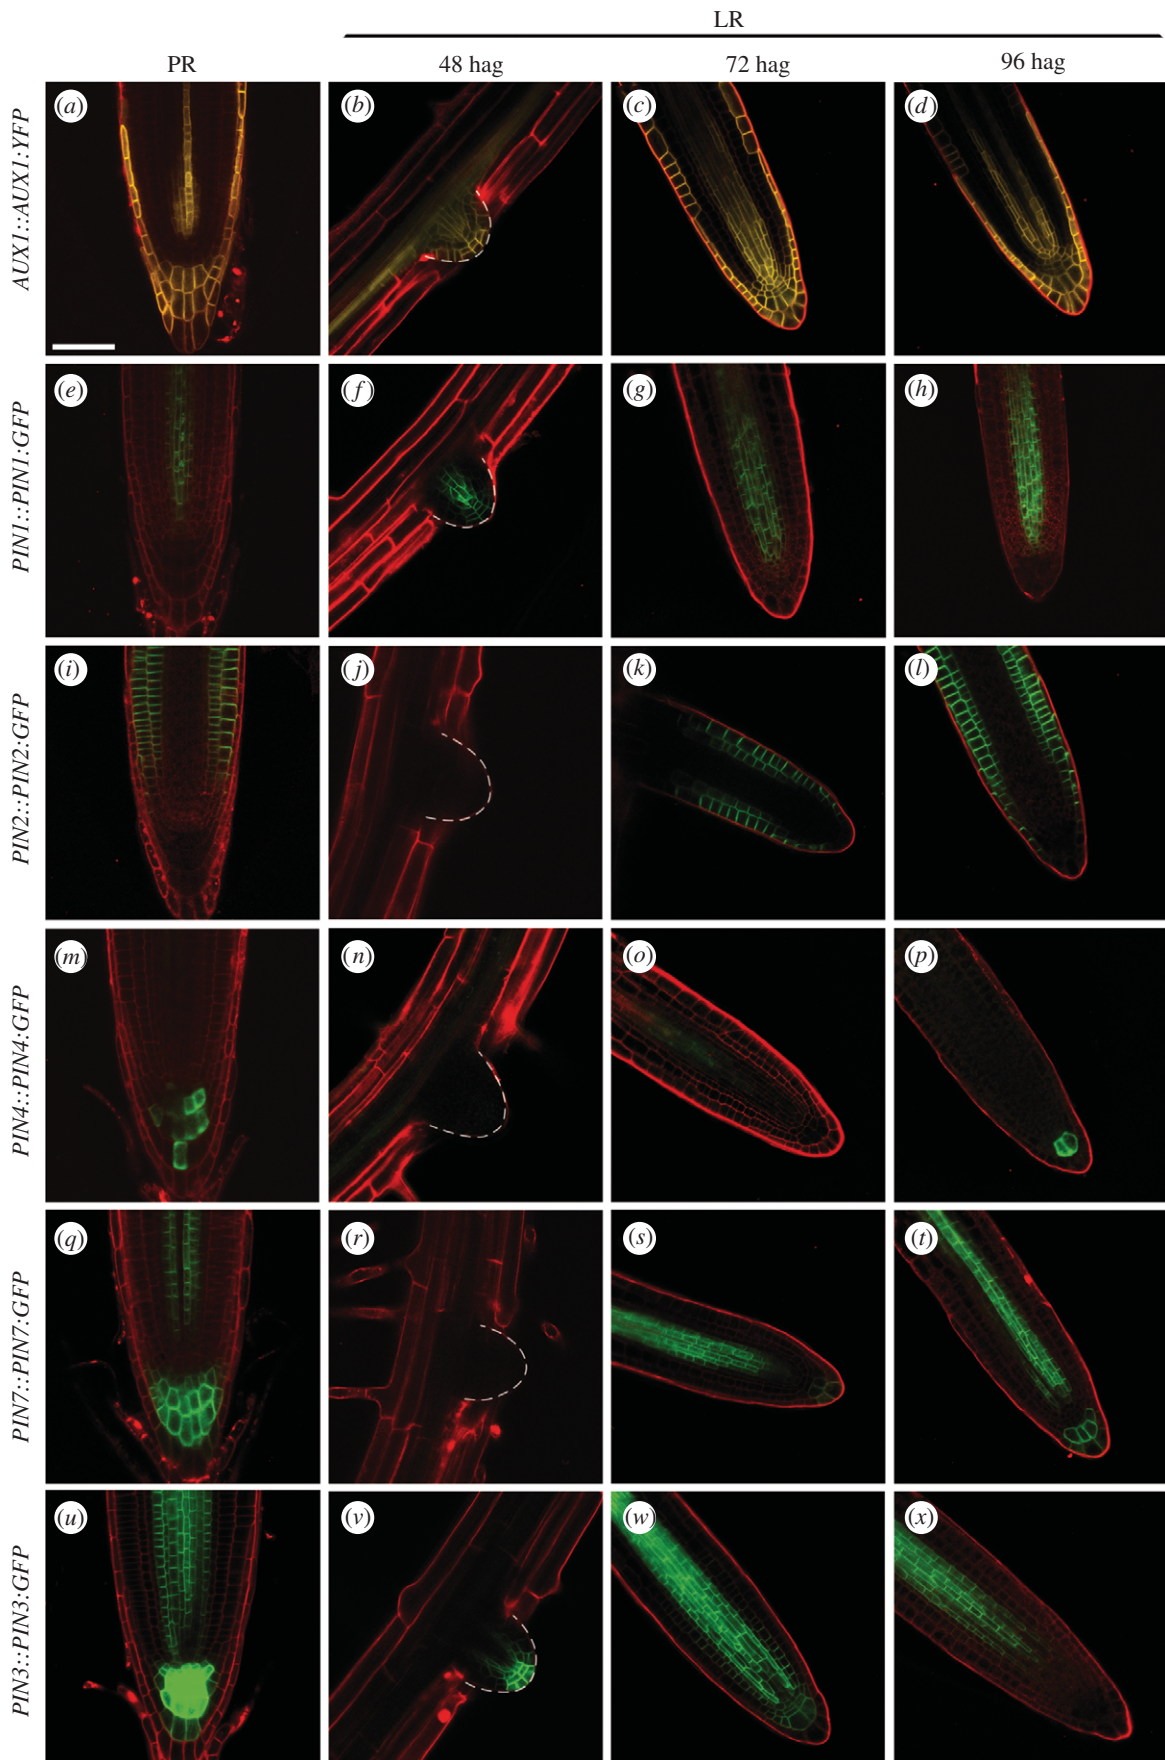 LR
PR
48 hag
72 hag
96 hag
AUX1::AUX1:YFP
(a)
(b)
(c)
(d)
PIN1::PIN1:GFP
(e)
(f)
(g)
(h)
PIN2::PIN2:GFP
(i)
(j)
(k)
(l)
PIN4::PIN4:GFP
(m)
(n)
(o)
(p)
PIN7::PIN7:GFP
(q)
(r)
(s)
(t)
PIN3::PIN3:GFP
(u)
(v)
(w)
(x)